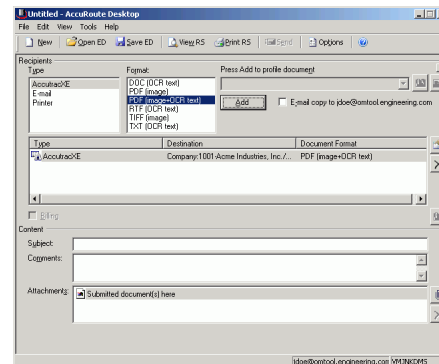 Untitled - AccuRoute Desktop
File Edit View Tools Help
New Open ED Save ED View RS Print RS Send Options
Recipients
Type Format: Press Add to profile document
AccutracXE
E-mail
Printer
DOC (OCR text)
PDF (image)
PDF (image+OCR text)
RTF (OCR text)
TIFF (image)
TXT (OCR text)
Add E-mail copy to jdoe@omtool.engineering.com
Type Destination Document Format
AccutracXE Company:1001-Acme Industries, Inc./... PDF (image+OCR text)
Billing
Content
Subject:
Comments:
Attachments: Submitted document(s) here
jdoe@omtool.engineering.com VMJNKDMS